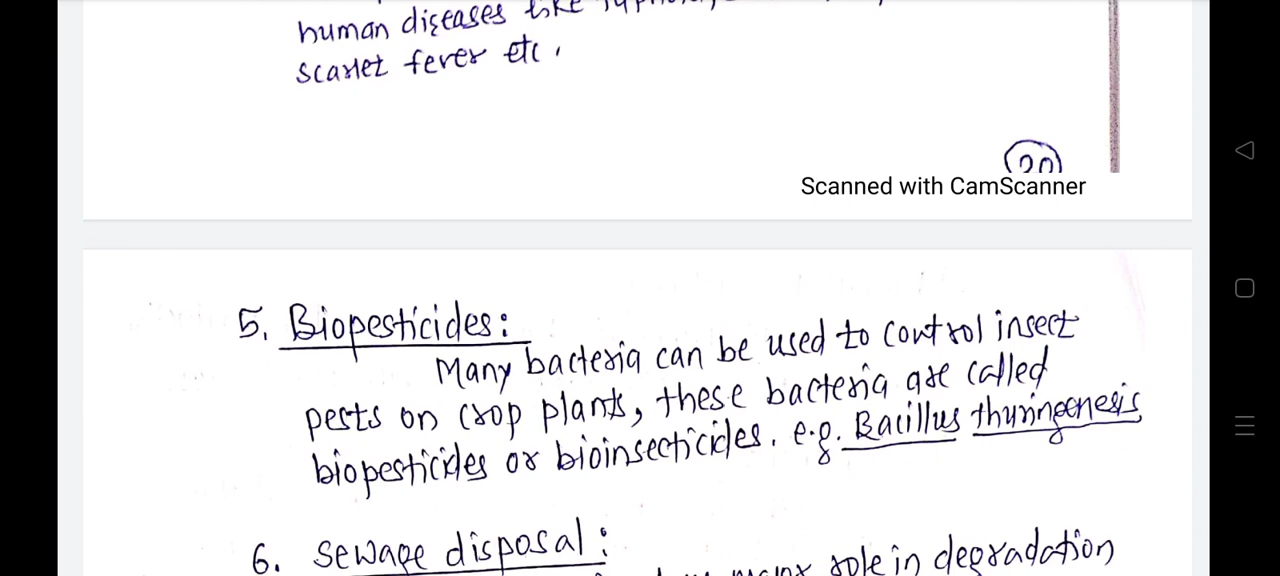 human diseases like
scarlet fever etc.
20
Scanned with CamScanner
5. Biopesticides:
Many bacteria can be used to control insect
pests on crop plants, these bacteria are called
biopesticides or bioinsecticides. e.g. Bacillus thuringenesis
6. Sewage disposal:
role in degradation